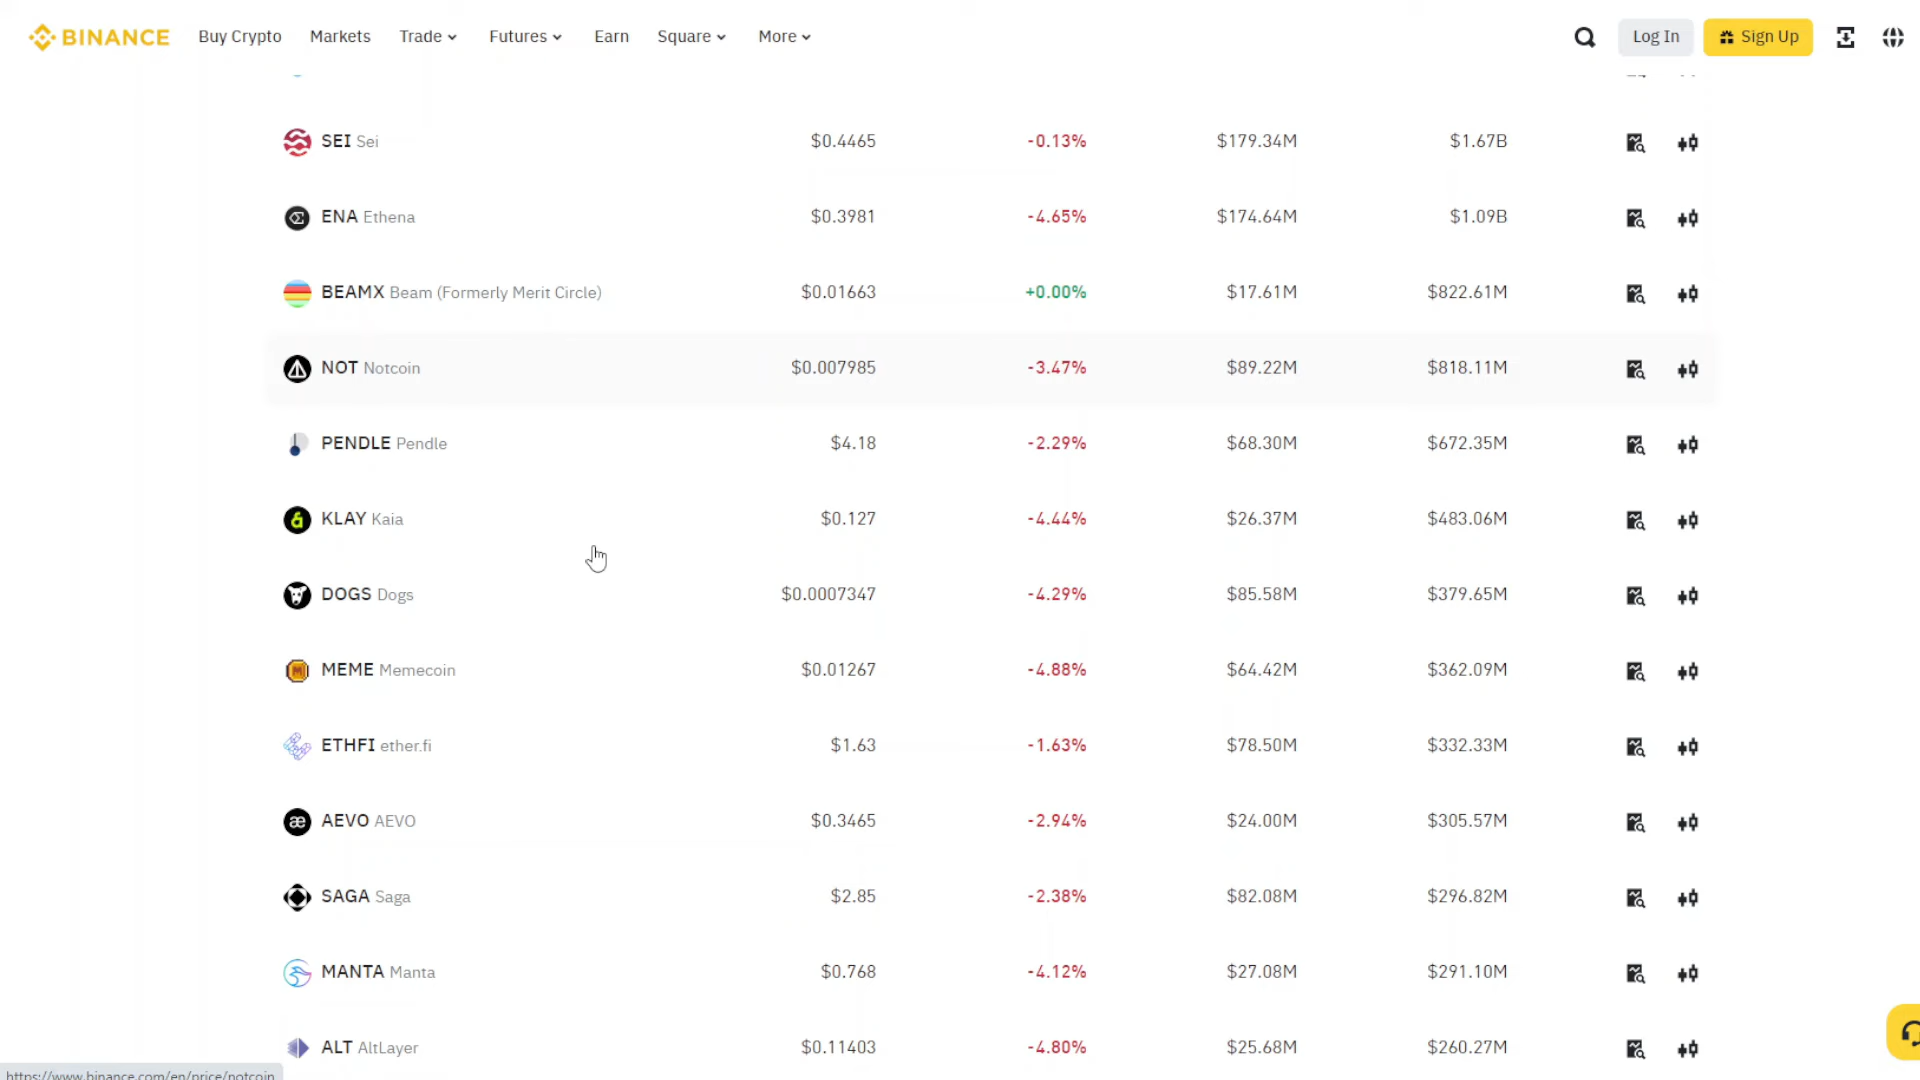 BINANCE Buy Crypto Markets Trade Futures Earn Square More Log In Sign Up
SEI Sei $0.4465 -0.13% $179.34M $1.67B
ENA Ethena $0.3981 -4.65% $174.64M $1.09B
BEAMX Beam (Formerly Merit Circle) $0.01663 +0.00% $17.61M $822.61M
NOT Notcoin $0.007985 -3.47% $89.22M $818.11M
PENDLE Pendle $4.18 -2.29% $68.30M $672.35M
KLAY Kaia $0.127 -4.44% $26.37M $483.06M
DOGS Dogs $0.0007347 -4.29% $85.58M $379.65M
MEME Memecoin $0.01267 -4.88% $64.42M $362.09M
ETHFI ether.fi $1.63 -1.63% $78.50M $332.33M
AEVO AEVO $0.3465 -2.94% $24.00M $305.57M
SAGA Saga $2.85 -2.38% $82.08M $296.82M
MANTA Manta $0.768 -4.12% $27.08M $291.10M
ALT AltLayer $0.11403 -4.80% $25.68M $260.27M
https://www.binance.com/en/price/notcoin